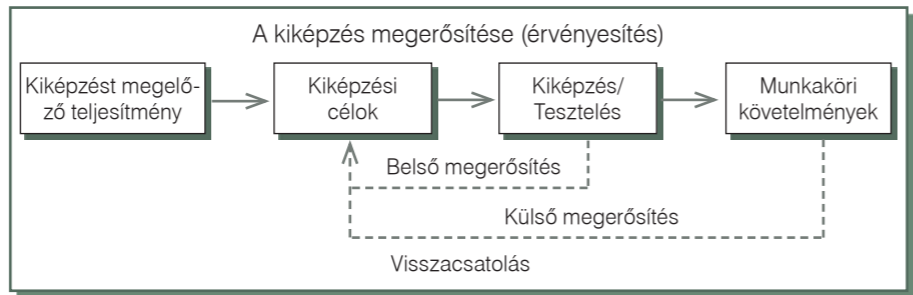 A kiképzés megerősítése (érvényesítés)
Kiképzést megelő-
ző teljesítmény
Kiképzési
célok
Kiképzés/
Tesztelés
Munkaköri
követelmények
Belső megerősítés
Külső megerősítés
Visszacsatolás